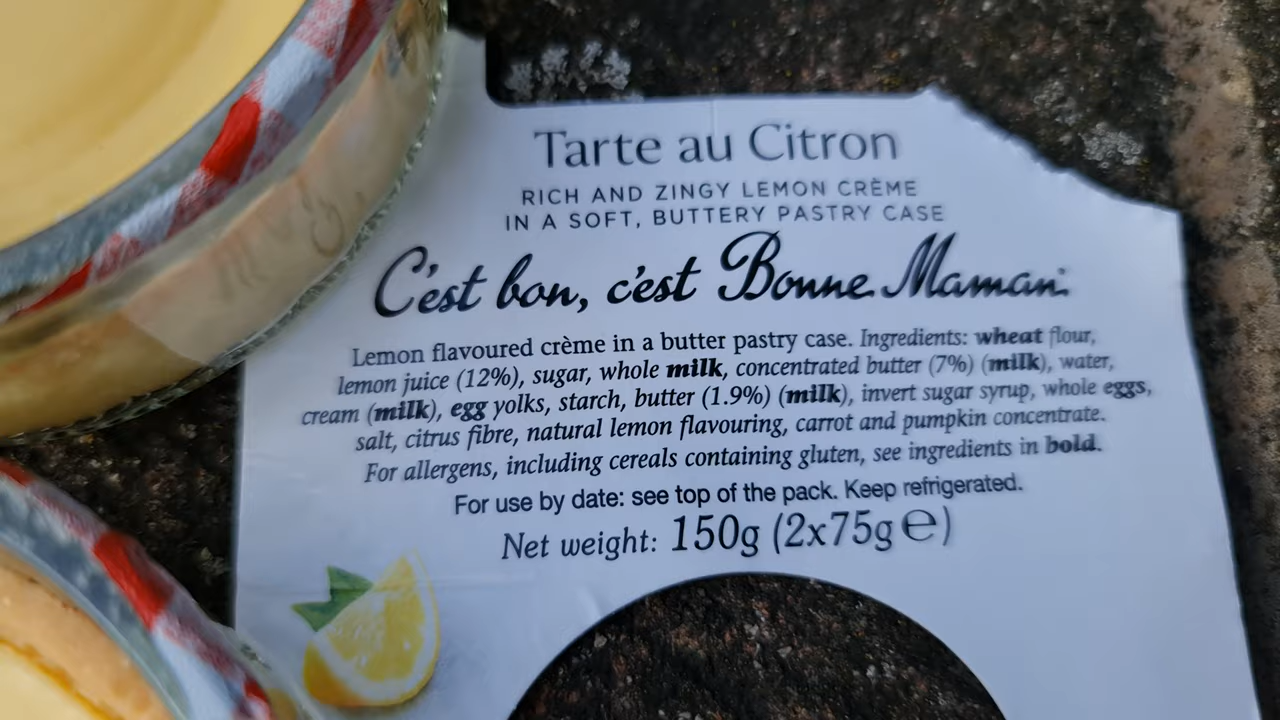 Tarte au Citron
RICH AND ZINGY LEMON CRÈME
IN A SOFT, BUTTERY PASTRY CASE
C'est bon, c'est Bonne Maman.
Lemon flavoured crème in a butter pastry case. Ingredients: wheat flour,
lemon juice (12%), sugar, whole milk, concentrated butter (7%) (milk), water,
cream (milk), egg yolks, starch, butter (1.9%) (milk), invert sugar syrup, whole eggs,
salt, citrus fibre, natural lemon flavouring, carrot and pumpkin concentrate.
For allergens, including cereals containing gluten, see ingredients in bold.
For use by date: see top of the pack. Keep refrigerated.
Net weight: 150g (2x75g ℮)